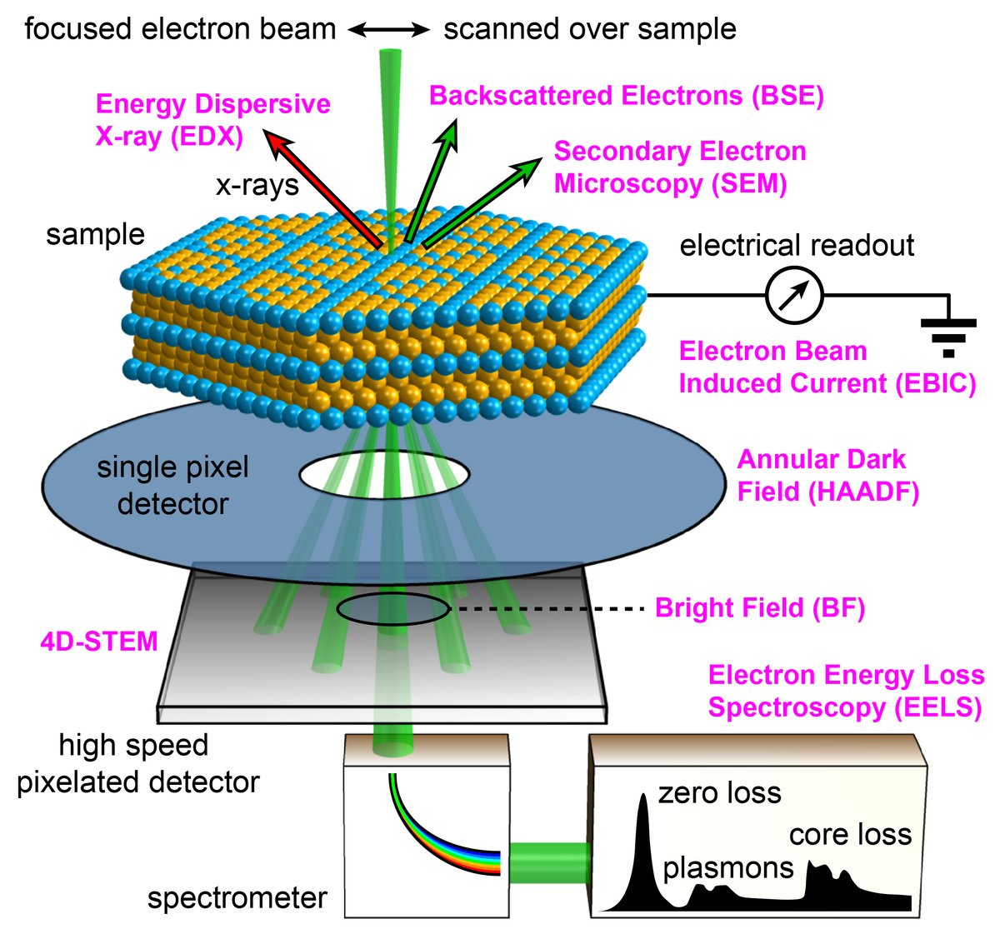 focused electron beam
scanned over sample
Energy Dispersive
X-ray (EDX)
Backscattered Electrons (BSE)
Secondary Electron
Microscopy (SEM)
x-rays
sample
electrical readout
Electron Beam
Induced Current (EBIC)
single pixel
detector
Annular Dark
Field (HAADF)
Bright Field (BF)
4D-STEM
Electron Energy Loss
Spectroscopy (EELS)
high speed
pixelated detector
zero loss
core loss
plasmons
spectrometer